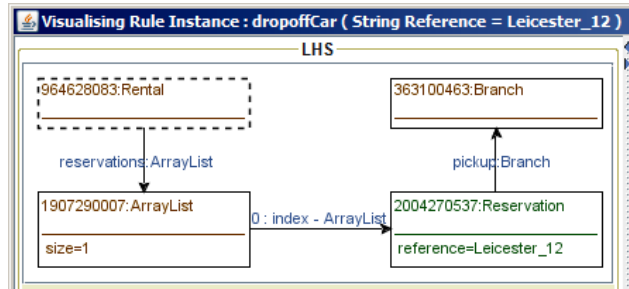 Visualising Rule Instance : dropoffCar ( String Reference = Leicester_12 )
LHS
964628083:Rental
363100463:Branch
reservations:ArrayList
pickup:Branch
1907290007:ArrayList
0 : index - ArrayList
2004270537:Reservation
size=1
reference=Leicester_12